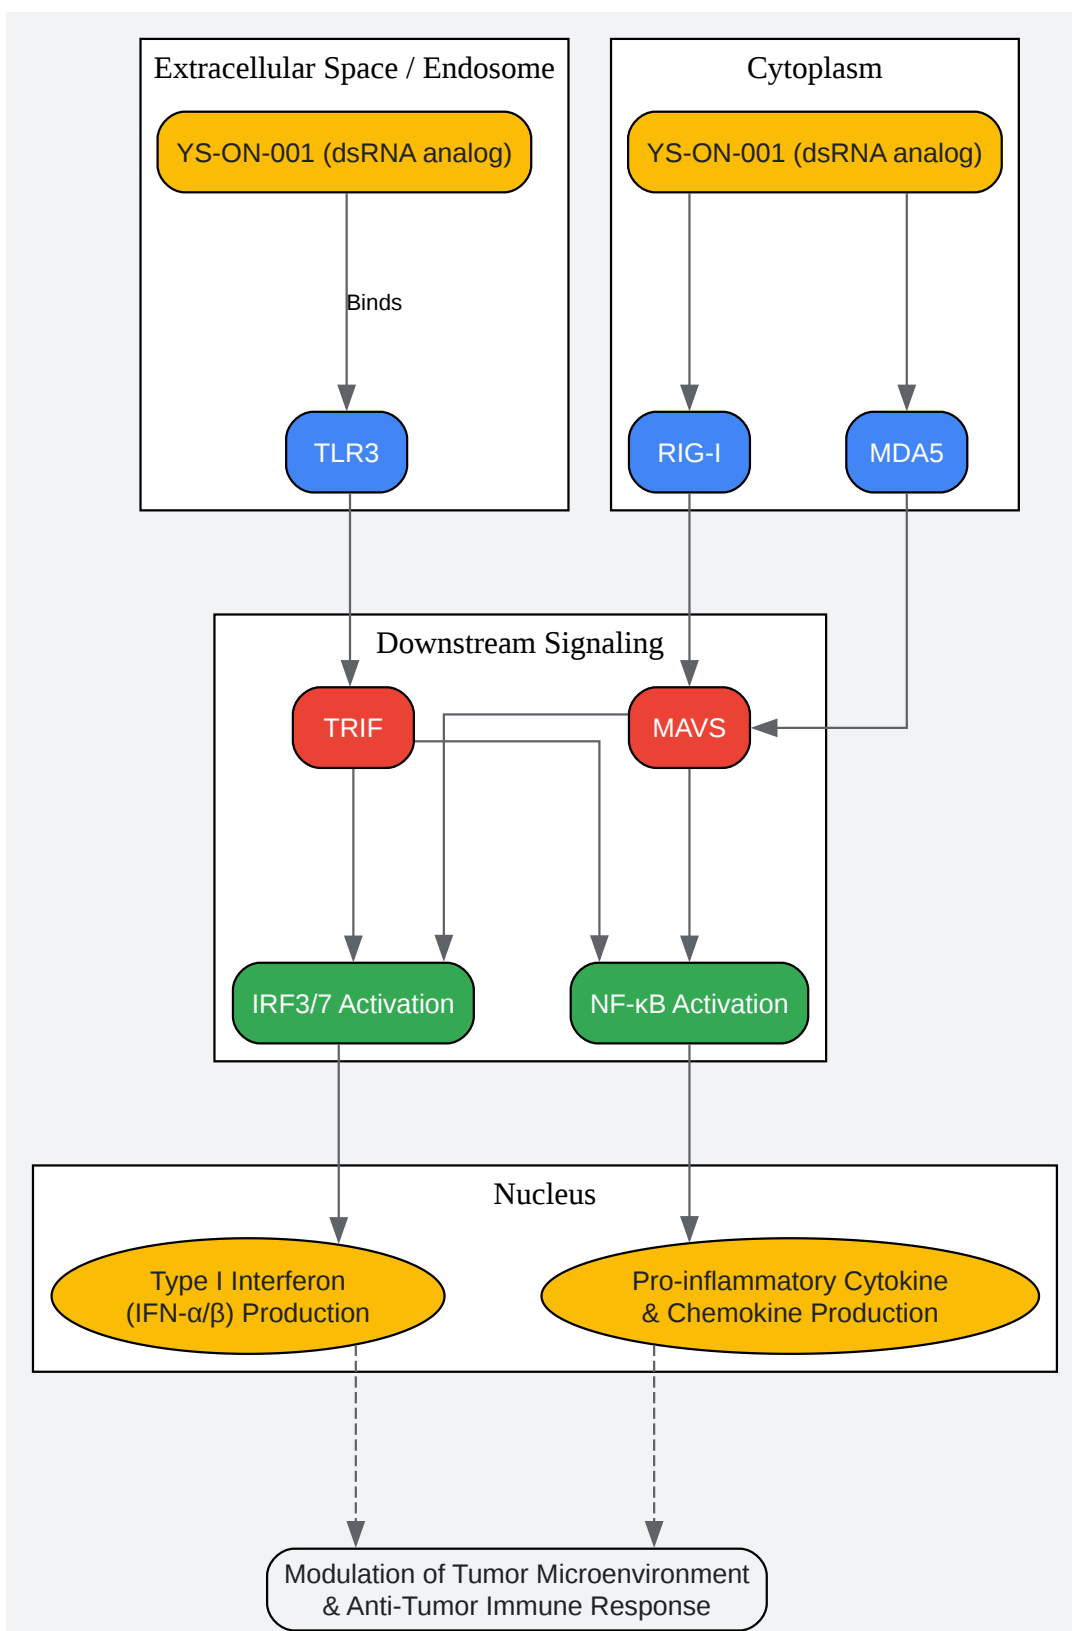 Extracellular Space / Endosome
Cytoplasm
YS-ON-001 (dsRNA analog)
YS-ON-001 (dsRNA analog)
Binds
TLR3
RIG-I
MDA5
Downstream Signaling
TRIF
MAVS
IRF3/7 Activation
NF-κB Activation
Nucleus
Type I Interferon
(IFN-α/β) Production
Pro-inflammatory Cytokine
& Chemokine Production
Modulation of Tumor Microenvironment
& Anti-Tumor Immune Response